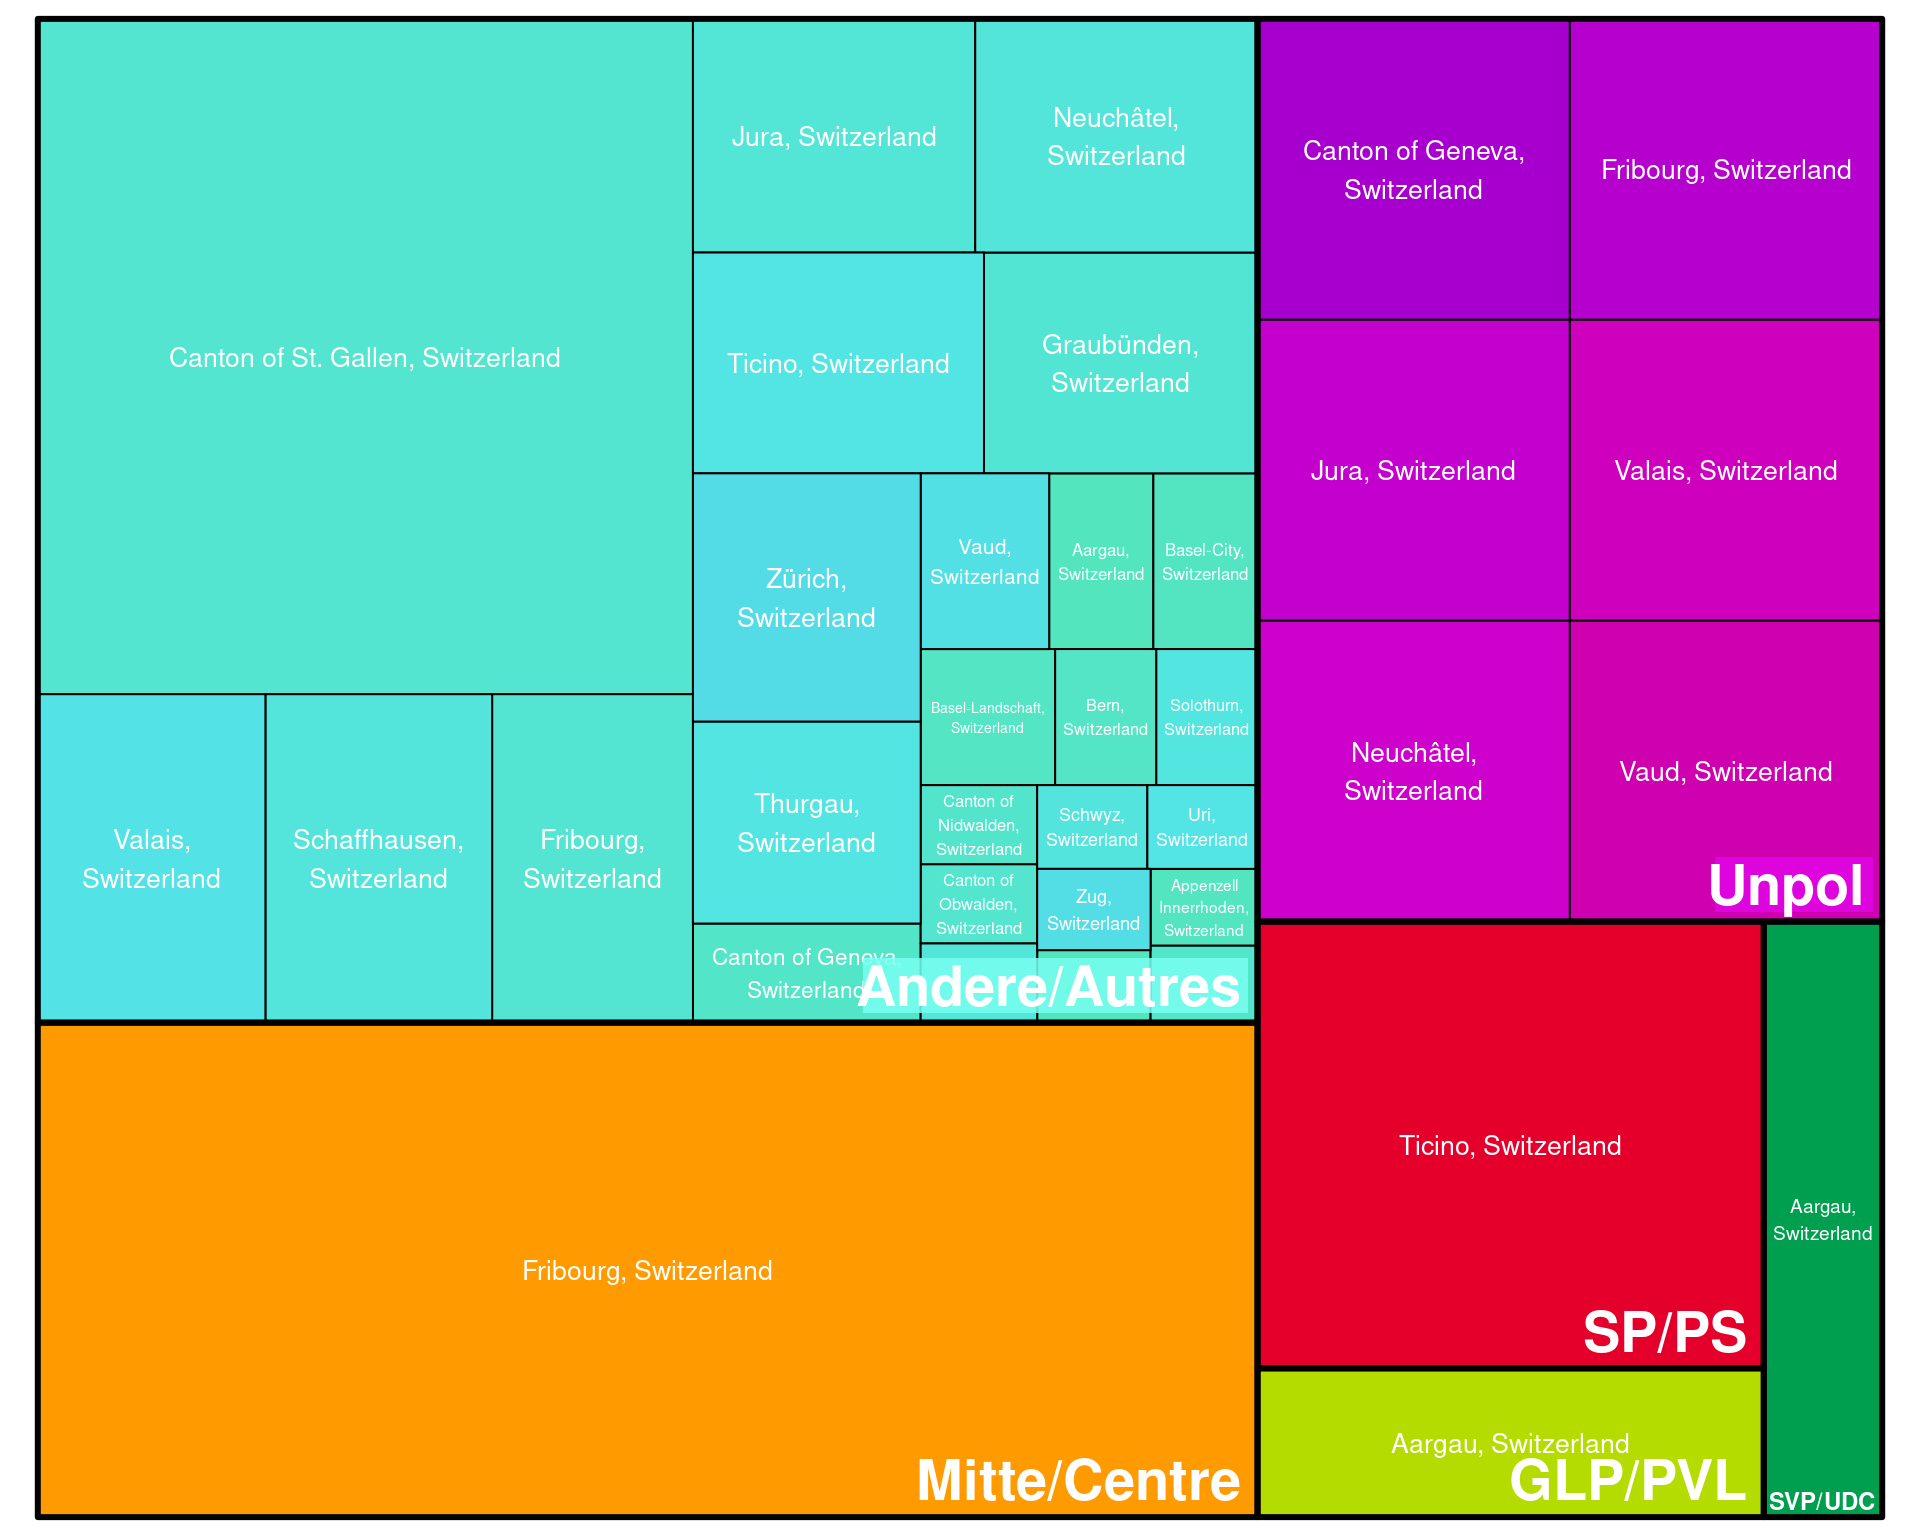 Canton of St. Gallen, Switzerland
Jura, Switzerland
Neuchâtel,
Switzerland
Ticino, Switzerland
Graubünden,
Switzerland
Zürich,
Switzerland
Vaud,
Switzerland
Aargau,
Switzerland
Basel-City,
Switzerland
Basel-Landschaft,
Switzerland
Bern,
Switzerland
Solothurn,
Switzerland
Valais,
Switzerland
Schaffhausen,
Switzerland
Fribourg,
Switzerland
Thurgau,
Switzerland
Canton of
Nidwalden,
Switzerland
Schwyz,
Switzerland
Uri,
Switzerland
Canton of
Obwalden,
Switzerland
Zug,
Switzerland
Appenzell
Innerrhoden,
Switzerland
Canton of Geneva,
Switzerland
Andere/Autres
Canton of Geneva,
Switzerland
Fribourg, Switzerland
Jura, Switzerland
Valais, Switzerland
Neuchâtel,
Switzerland
Vaud, Switzerland
Unpol
Fribourg, Switzerland
Mitte/Centre
Ticino, Switzerland
SP/PS
Aargau, Switzerland
GLP/PVL
Aargau,
Switzerland
SVP/UDC